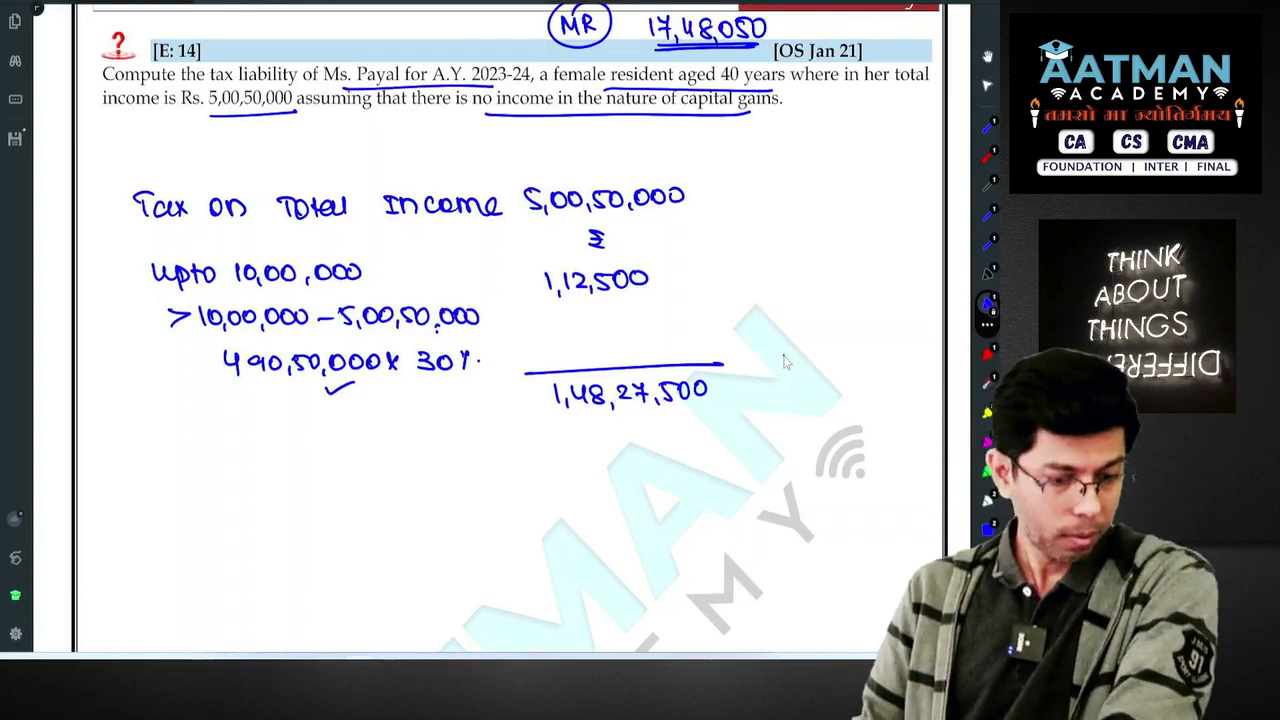 MR 17,48,050
[E: 14] [OS Jan 21]
Compute the tax liability of Ms. Payal for A.Y. 2023-24, a female resident aged 40 years where in her total
income is Rs. 5,00,50,000 assuming that there is no income in the nature of capital gains.
Tax on Total Income 5,00,50,000
₹
upto 10,00,000 1,12,500
> 10,00,000 – 5,00,50,000
490,50,000 x 30%
1,48,27,500
AATMAN
ACADEMY
तमसो मा ज्योतिर्गमय
CA CS CMA
FOUNDATION | INTER | FINAL
THINK
ABOUT
THINGS
DIFFERENTLY
91